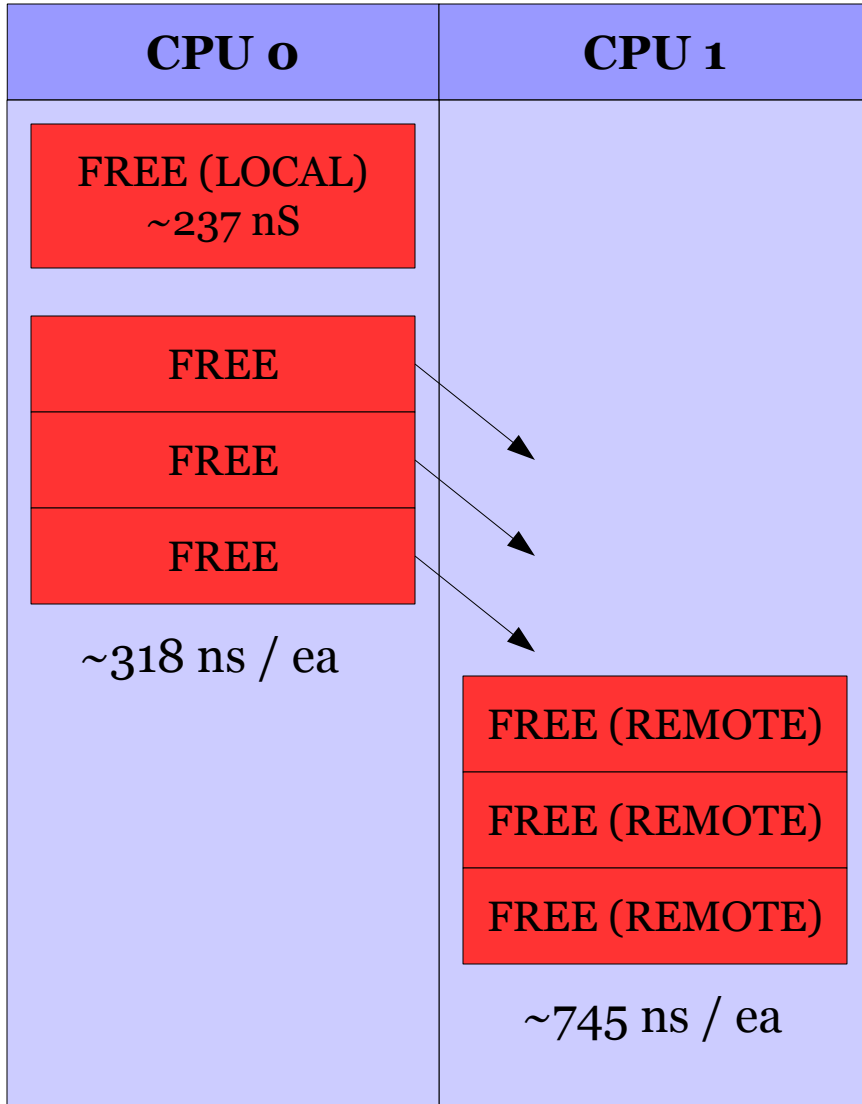 CPU 0
CPU 1
FREE (LOCAL)
~237 nS
FREE
FREE
FREE
~318 ns / ea
FREE (REMOTE)
FREE (REMOTE)
FREE (REMOTE)
~745 ns / ea